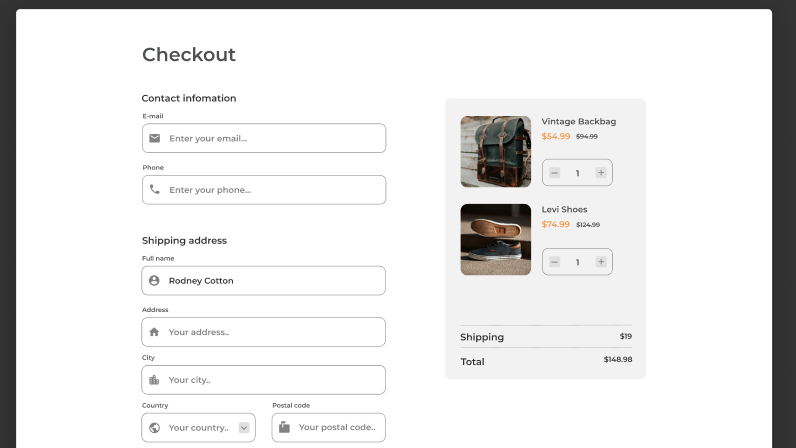 Checkout
Contact infomation
E-mail
Enter your email...
Phone
Enter your phone...
Shipping address
Full name
Rodney Cotton
Address
Your address..
City
Your city..
Country
Postal code
Your country..
Your postal code..
Vintage Backbag
$54.99 $94.99
1
Levi Shoes
$74.99 $124.99
1
Shipping $19
Total $148.98